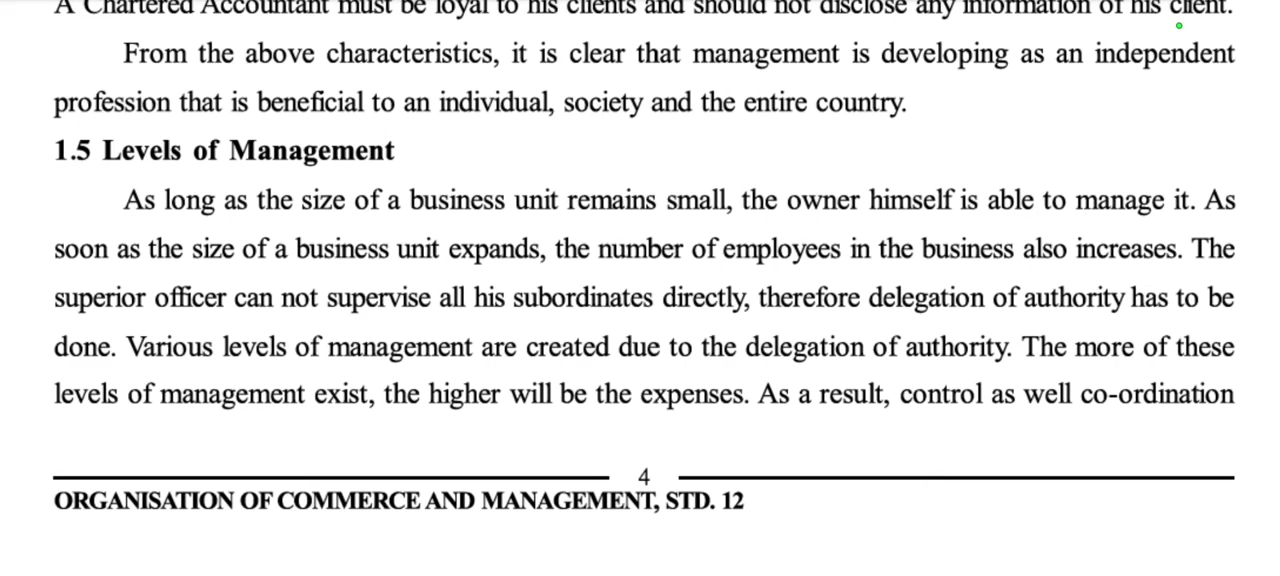 A Chartered Accountant must be loyal to his clients and should not disclose any information of his client.
From the above characteristics, it is clear that management is developing as an independent
profession that is beneficial to an individual, society and the entire country.
1.5 Levels of Management
As long as the size of a business unit remains small, the owner himself is able to manage it. As
soon as the size of a business unit expands, the number of employees in the business also increases. The
superior officer can not supervise all his subordinates directly, therefore delegation of authority has to be
done. Various levels of management are created due to the delegation of authority. The more of these
levels of management exist, the higher will be the expenses. As a result, control as well co-ordination
4
ORGANISATION OF COMMERCE AND MANAGEMENT, STD. 12